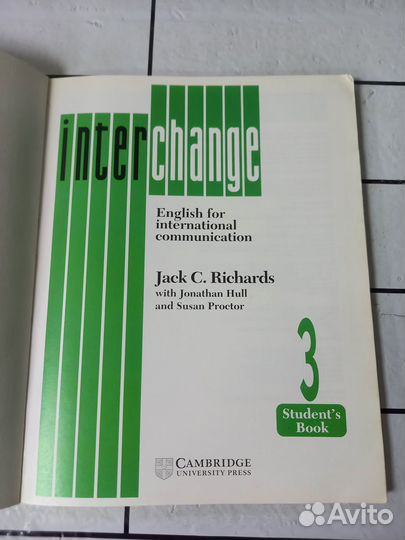 interchange
English for
international
communication
Jack C. Richards
with Jonathan Hull
and Susan Proctor
3
Student's
Book
CAMBRIDGE
UNIVERSITY PRESS
Avito